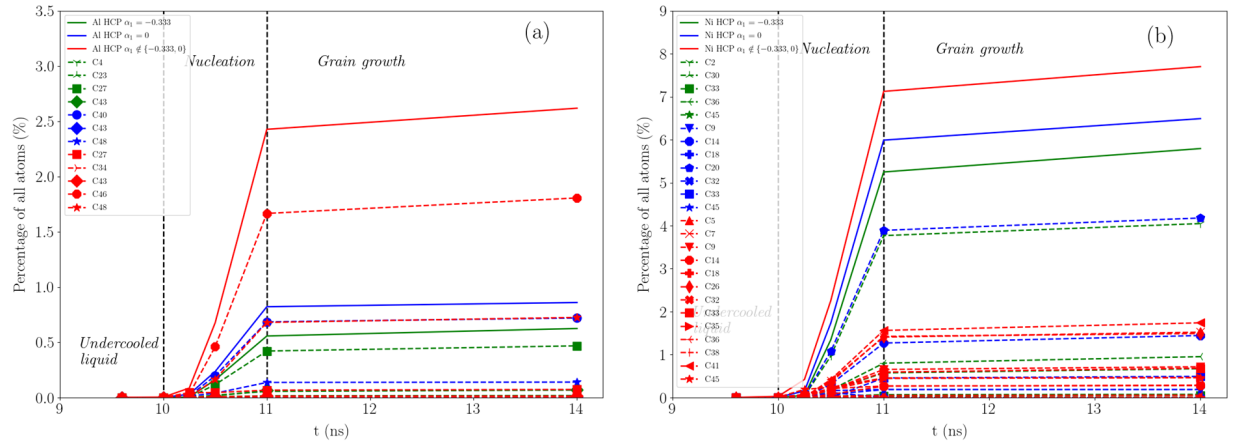 3.5
3.0
2.5
2.0
1.5
1.0
0.5
0.0
Percentage of all atoms (%)
Al HCP α₁ = −0.333
Al HCP α₁ = 0
Al HCP α₁ ∉ {−0.333, 0}
C4
C23
C27
C43
C40
C43
C48
C27
C34
C43
C46
C48
Nucleation
Grain growth
(a)
Undercooled
liquid
9
10
11
12
13
14
t (ns)
9
8
7
6
5
4
3
2
1
0
Percentage of all atoms (%)
Ni HCP α₁ = −0.333
Ni HCP α₁ = 0
Ni HCP α₁ ∉ {−0.333, 0}
C2
C30
C33
C36
C45
C9
C14
C18
C20
C32
C33
C45
C5
C7
C9
C14
C18
C26
C32
C33
C35
C36
C38
C41
C45
Nucleation
Grain growth
(b)
Undercooled
liquid
9
10
11
12
13
14
t (ns)